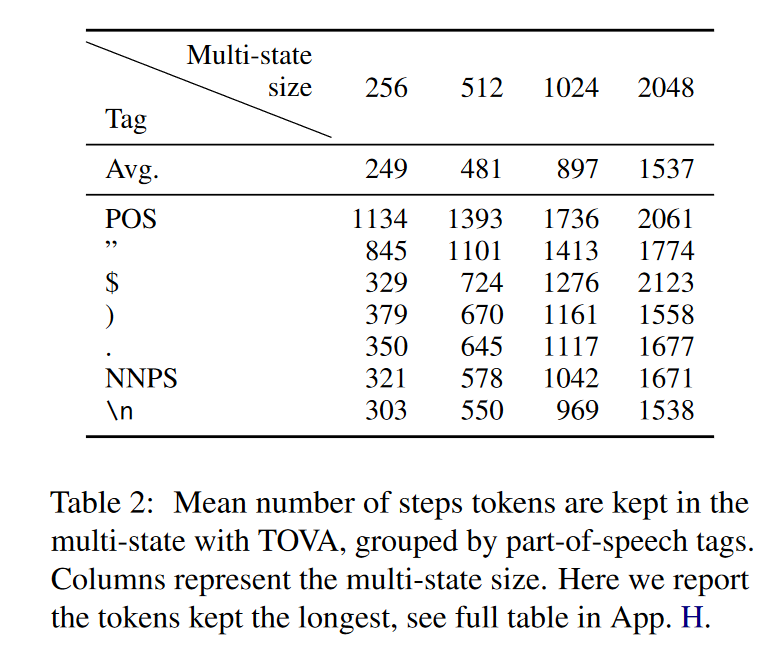 Multi-state
size 256 512 1024 2048
Tag
Avg. 249 481 897 1537
POS 1134 1393 1736 2061
” 845 1101 1413 1774
$ 329 724 1276 2123
) 379 670 1161 1558
. 350 645 1117 1677
NNPS 321 578 1042 1671
\n 303 550 969 1538
Table 2: Mean number of steps tokens are kept in the
multi-state with TOVA, grouped by part-of-speech tags.
Columns represent the multi-state size. Here we report
the tokens kept the longest, see full table in App. H.